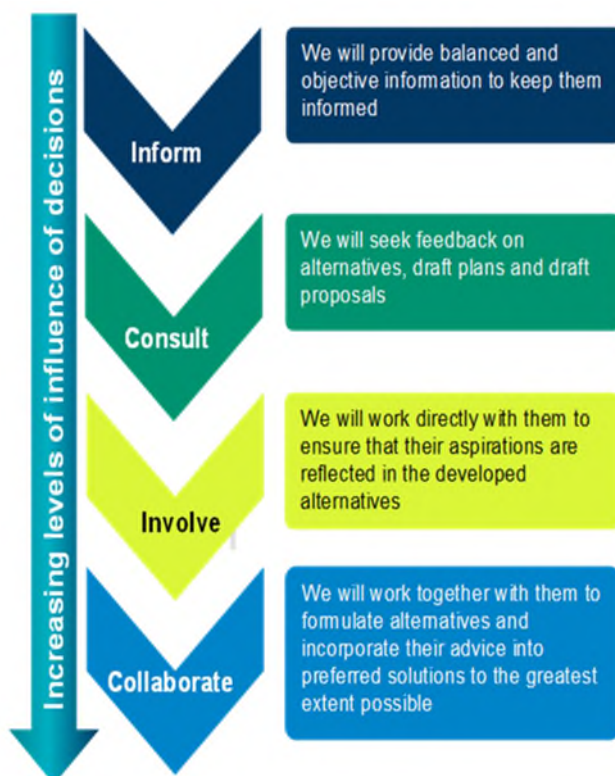 Increasing levels of influence of decisions
Inform
We will provide balanced and
objective information to keep them
informed
Consult
We will seek feedback on
alternatives, draft plans and draft
proposals
Involve
We will work directly with them to
ensure that their aspirations are
reflected in the developed
alternatives
Collaborate
We will work together with them to
formulate alternatives and
incorporate their advice into
preferred solutions to the greatest
extent possible